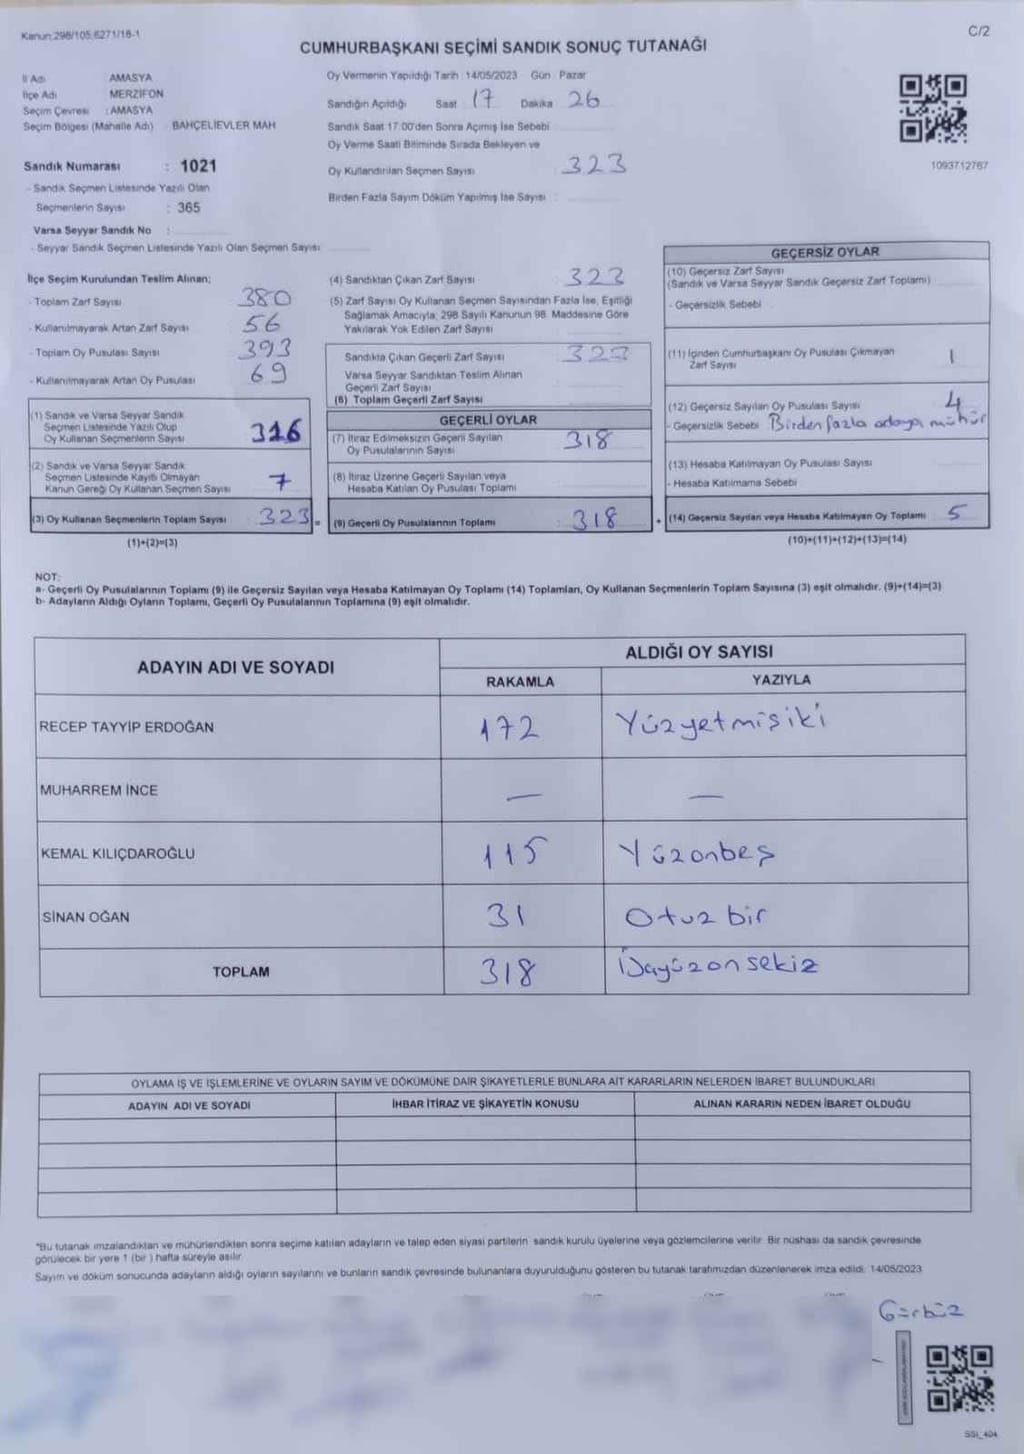 Kanun:298/105,6271/18-1
C/2
CUMHURBAŞKANI SEÇİMİ SANDIK SONUÇ TUTANAĞI
İl Adı AMASYA
İlçe Adı MERZİFON
Seçim Çevresi : AMASYA
Seçim Bölgesi (Mahalle Adı) BAHÇELİEVLER MAH
Oy Vermenin Yapıldığı Tarih : 14/05/2023 Gün : Pazar
Sandığın Açıldığı Saat 17 Dakika 26
Sandık Saat 17:00'den Sonra Açımış İse Sebebi
Oy Verme Saati Bitiminde Sırada Bekleyen ve
Oy Kullandırılan Seçmen Sayısı : 323
Birden Fazla Sayım Döküm Yapılmış İse Sayısı :
1093712767
Sandık Numarası : 1021
- Sandık Seçmen Listesinde Yazılı Olan
Seçmenlerin Sayısı : 365
Varsa Seyyar Sandık No :
- Seyyar Sandık Seçmen Listesinde Yazılı Olan Seçmen Sayısı:
İlçe Seçim Kurulundan Teslim Alınan;
- Toplam Zarf Sayısı 380
- Kullanılmayarak Artan Zarf Sayısı 56
- Toplam Oy Pusulası Sayısı 393
- Kullanılmayarak Artan Oy Pusulası 69
(1) Sandık ve Varsa Seyyar Sandık
Seçmen Listesinde Yazılı Olup
Oy Kullanan Seçmenlerin Sayısı 316
(2) Sandık ve Varsa Seyyar Sandık
Seçmen Listesinde Kayıtlı Olmayan
Kanun Gereği Oy Kullanan Seçmen Sayısı 7
(3) Oy Kullanan Seçmenlerin Toplam Sayısı 323 =
(1)+(2)=(3)
(4) Sandıktan Çıkan Zarf Sayısı 323
(5) Zarf Sayısı Oy Kullanan Seçmen Sayısından Fazla İse, Eşitliği
Sağlamak Amacıyla, 298 Sayılı Kanunun 98. Maddesine Göre
Yakılarak Yok Edilen Zarf Sayısı
Sandıkta Çıkan Geçerli Zarf Sayısı 323
Varsa Seyyar Sandıktan Teslim Alınan
Geçerli Zarf Sayısı
(6) Toplam Geçerli Zarf Sayısı
GEÇERLİ OYLAR
(7) İtiraz Edilmeksizin Geçerli Sayılan
Oy Pusulalarının Sayısı 318
(8) İtiraz Üzerine Geçerli Sayılan veya
Hesaba Katılan Oy Pusulası Toplamı
(9) Geçerli Oy Pusulalarının Toplamı 318 +
GEÇERSİZ OYLAR
(10) Geçersiz Zarf Sayısı
(Sandık ve Varsa Seyyar Sandık Geçersiz Zarf Toplamı)
- Geçersizlik Sebebi
(11) İçinden Cumhurbaşkanı Oy Pusulası Çıkmayan
Zarf Sayısı 1
(12) Geçersiz Sayılan Oy Pusulası Sayısı 4
- Geçersizlik Sebebi Birden fazla adaya mühür
(13) Hesaba Katılmayan Oy Pusulası Sayısı
- Hesaba Katılmama Sebebi
(14) Geçersiz Sayılan veya Hesaba Katılmayan Oy Toplamı 5
(10)+(11)+(12)+(13)=(14)
NOT:
a- Geçerli Oy Pusulalarının Toplamı (9) ile Geçersiz Sayılan veya Hesaba Katılmayan Oy Toplamı (14) Toplamları, Oy Kullanan Seçmenlerin Toplam Sayısına (3) eşit olmalıdır. (9)+(14)=(3)
b- Adayların Aldığı Oyların Toplamı, Geçerli Oy Pusulalarının Toplamına (9) eşit olmalıdır.
ADAYIN ADI VE SOYADI ALDIĞI OY SAYISI
RAKAMLA YAZIYLA
RECEP TAYYİP ERDOĞAN 172 Yüzyetmişiki
MUHARREM İNCE — —
KEMAL KILIÇDAROĞLU 115 Yüzonbeş
SİNAN OĞAN 31 Otuz bir
TOPLAM 318 Üçyüzonsekiz
OYLAMA İŞ VE İŞLEMLERİNE VE OYLARIN SAYIM VE DÖKÜMÜNE DAİR ŞİKAYETLERLE BUNLARA AİT KARARLARIN NELERDEN İBARET BULUNDUKLARI
ADAYIN ADI VE SOYADI İHBAR İTİRAZ VE ŞİKAYETİN KONUSU ALINAN KARARIN NEDEN İBARET OLDUĞU
*Bu tutanak imzalandıktan ve mühürlendikten sonra seçime katılan adayların ve talep eden siyasi partilerin sandık kurulu üyelerine veya gözlemcilerine verilir. Bir nüshası da sandık çevresinde
görülecek bir yere 1 (bir ) hafta süreyle asılır.
Sayım ve döküm sonucunda adayların aldığı oyların sayılarını ve bunların sandık çevresinde bulunanlara duyurulduğunu gösteren bu tutanak tarafımızdan düzenlenerek imza edildi. 14/05/2023
Gürbüz
SSI_404